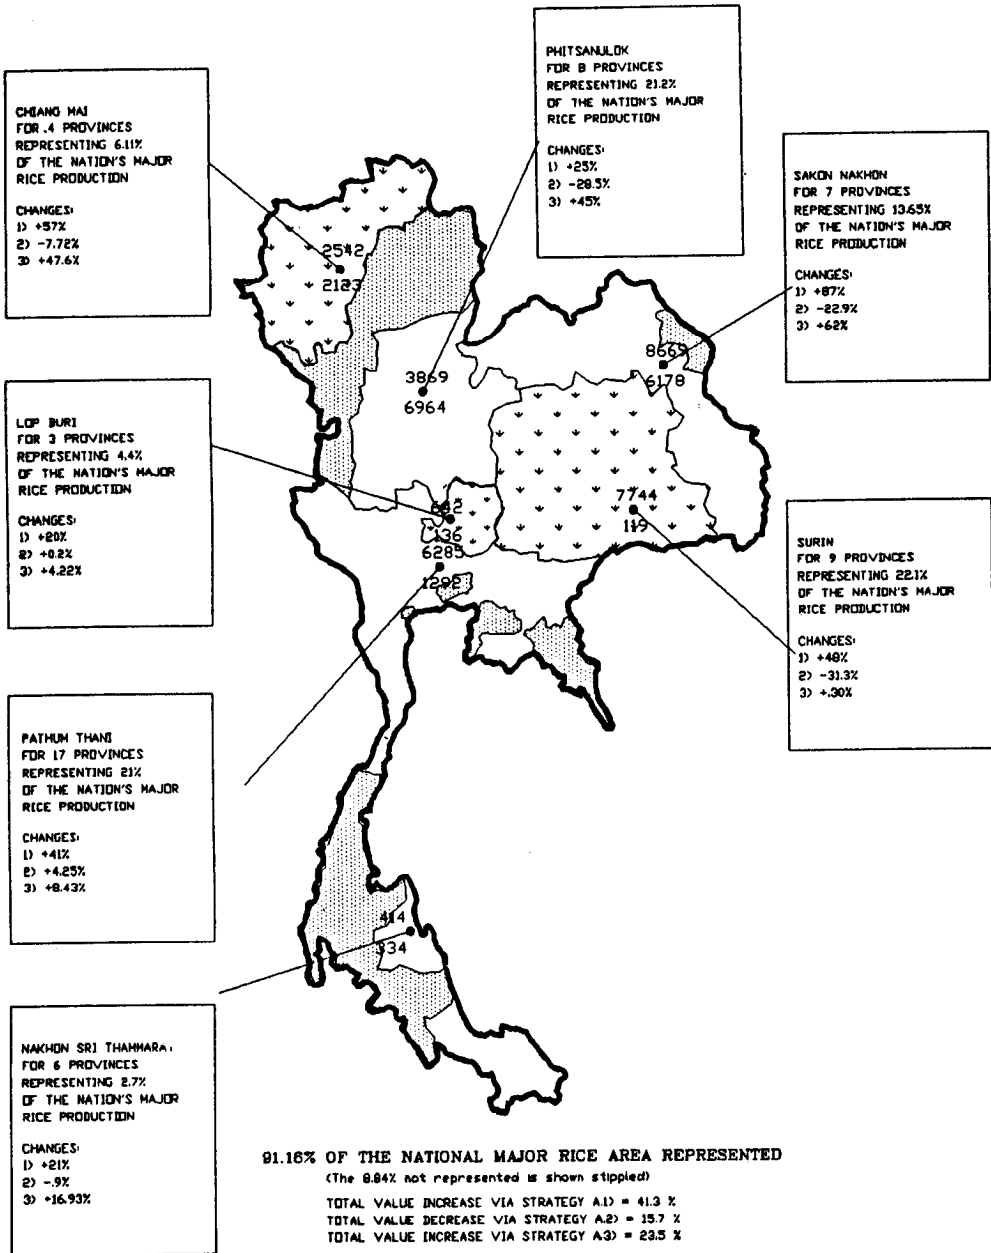 PHITSANULOK
FOR 8 PROVINCES
REPRESENTING 21.2%
OF THE NATION'S MAJOR
RICE PRODUCTION
CHANGES:
1) +25%
2) -28.5%
3) +45%
CHIANG MAI
FOR .4 PROVINCES
REPRESENTING 6.11%
OF THE NATION'S MAJOR
RICE PRODUCTION
CHANGES:
1) +57%
2) -7.72%
3) +47.6%
SAKON NAKHON
FOR 7 PROVINCES
REPRESENTING 13.65%
OF THE NATION'S MAJOR
RICE PRODUCTION
CHANGES:
1) +87%
2) -22.9%
3) +62%
2542
2123
8669
6178
3869
6964
LOP BURI
FOR 3 PROVINCES
REPRESENTING 4.4%
OF THE NATION'S MAJOR
RICE PRODUCTION
CHANGES:
1) +20%
2) +0.2%
3) +4.22%
7744
119
136
6285
1292
SURIN
FOR 9 PROVINCES
REPRESENTING 22.1%
OF THE NATION'S MAJOR
RICE PRODUCTION
CHANGES:
1) +48%
2) -31.3%
3) +.30%
PATHUM THANI
FOR 17 PROVINCES
REPRESENTING 21%
OF THE NATION'S MAJOR
RICE PRODUCTION
CHANGES:
1) +41%
2) +4.25%
3) +8.43%
414
334
NAKHON SRI THAMMARA.
FOR 6 PROVINCES
REPRESENTING 2.7%
OF THE NATION'S MAJOR
RICE PRODUCTION
CHANGES:
1) +21%
2) -.9%
3) +16.93%
91.16% OF THE NATIONAL MAJOR RICE AREA REPRESENTED
(The 8.84% not represented is shown stippled)
TOTAL VALUE INCREASE VIA STRATEGY A.1) = 41.3 %
TOTAL VALUE DECREASE VIA STRATEGY A.2) = 15.7 %
TOTAL VALUE INCREASE VIA STRATEGY A.3) = 23.5 %